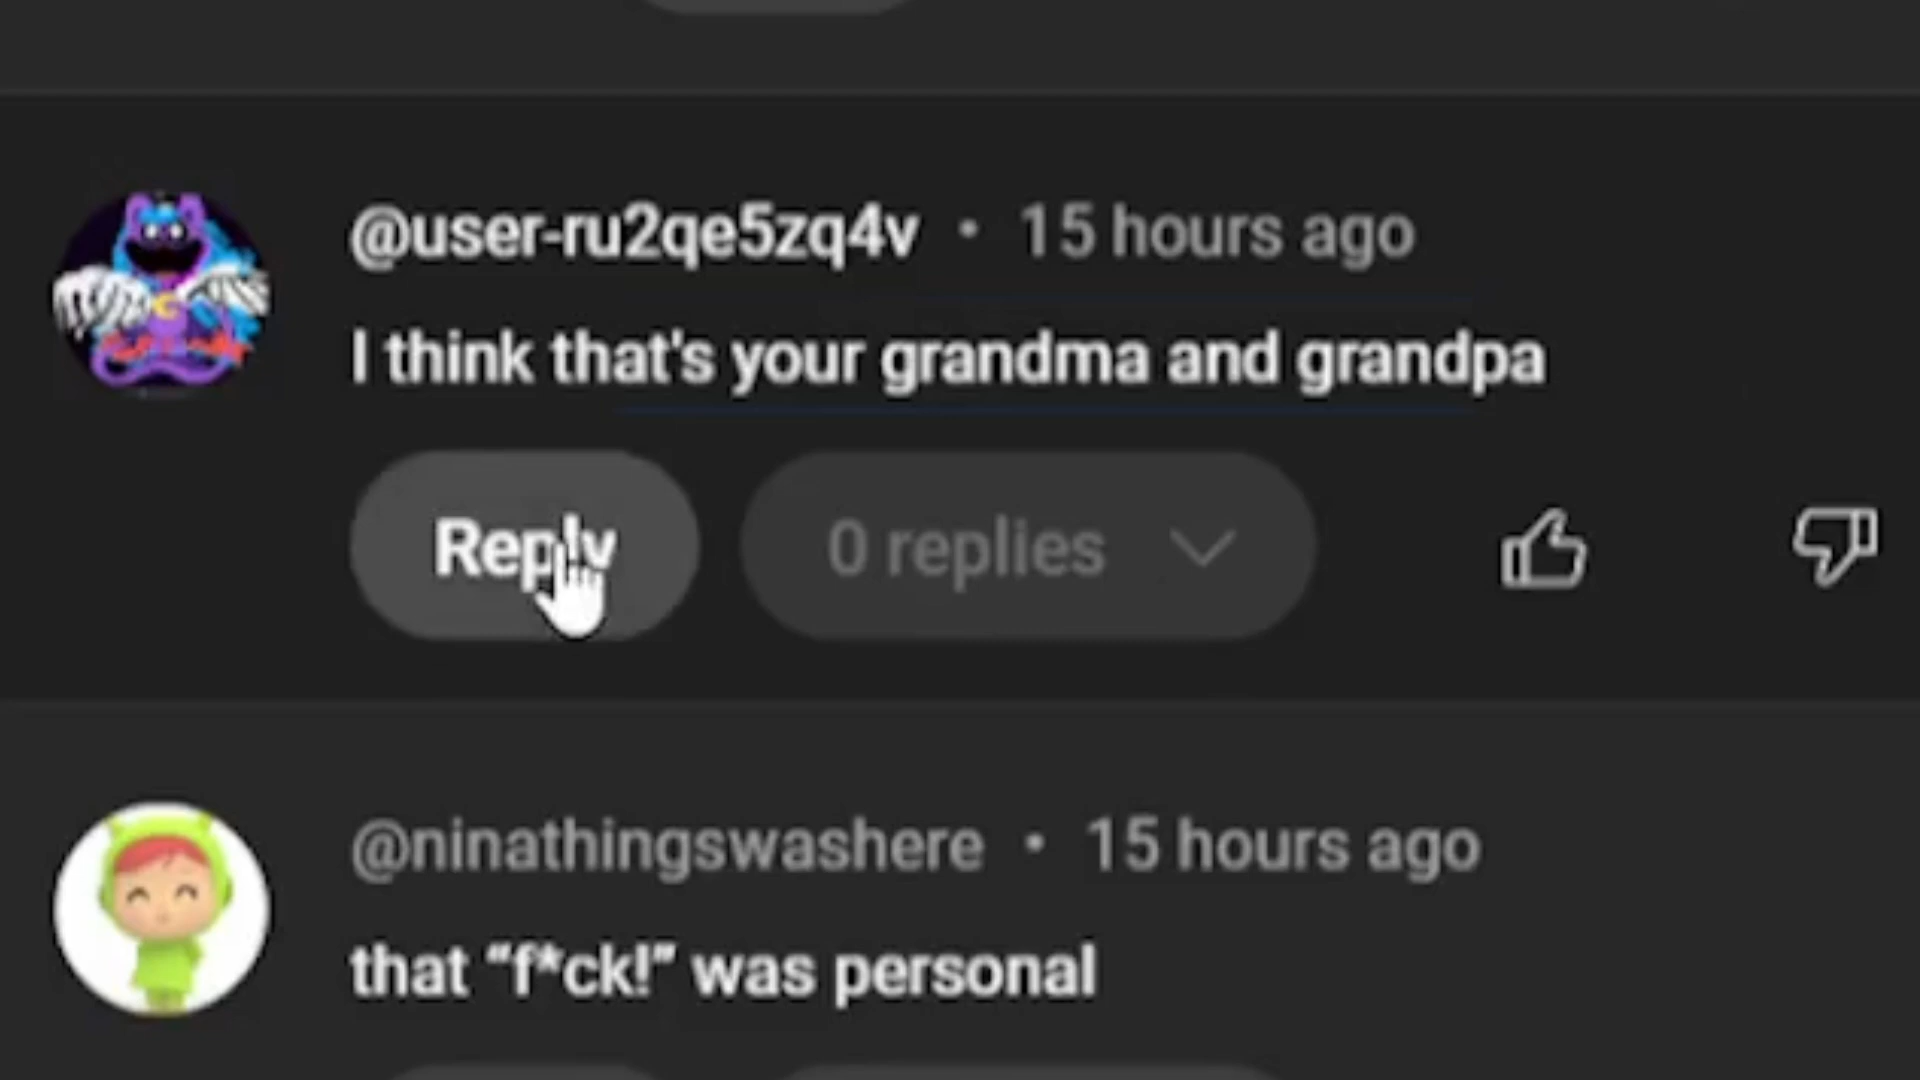 @user-ru2qe5zq4v • 15 hours ago
I think that's your grandma and grandpa
Reply
0 replies
@ninathingswashere • 15 hours ago
that “f*ck!” was personal